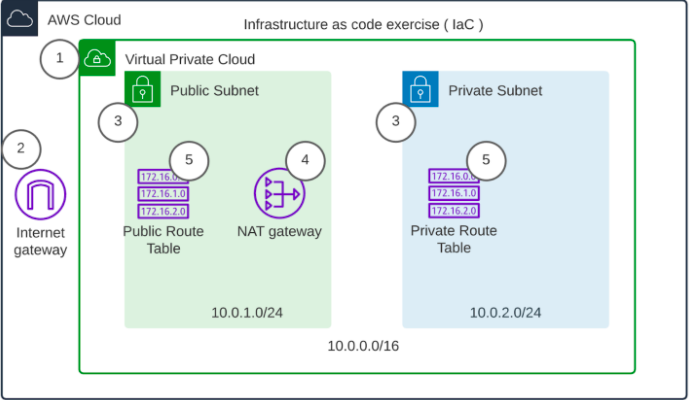 AWS Cloud
Infrastructure as code exercise ( IaC )
1
Virtual Private Cloud
Public Subnet
Private Subnet
3
3
2
5
4
5
172.16.0.
172.16.1.0
172.16.2.0
172.16.0.0
172.16.1.0
172.16.2.0
Internet
gateway
Public Route
Table
NAT gateway
Private Route
Table
10.0.1.0/24
10.0.2.0/24
10.0.0.0/16